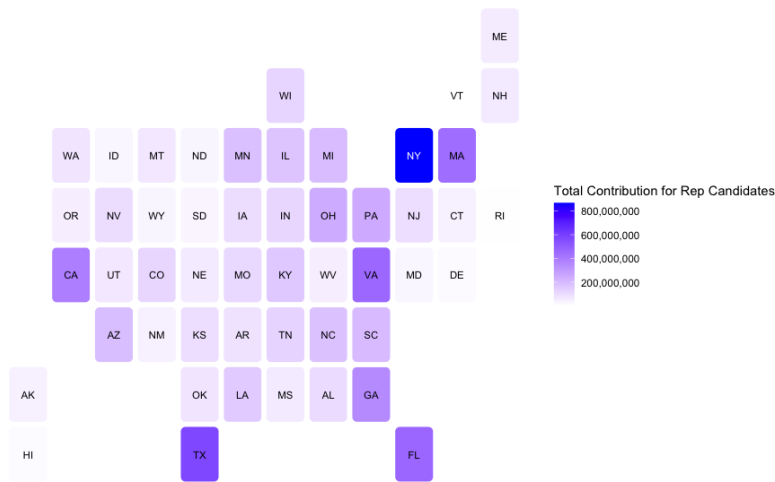 ME
WI VT NH
WA ID MT ND MN IL MI NY MA
OR NV WY SD IA IN OH PA NJ CT RI
CA UT CO NE MO KY WV VA MD DE
AZ NM KS AR TN NC SC
AK OK LA MS AL GA
HI TX FL
Total Contribution for Rep Candidates
800,000,000
600,000,000
400,000,000
200,000,000